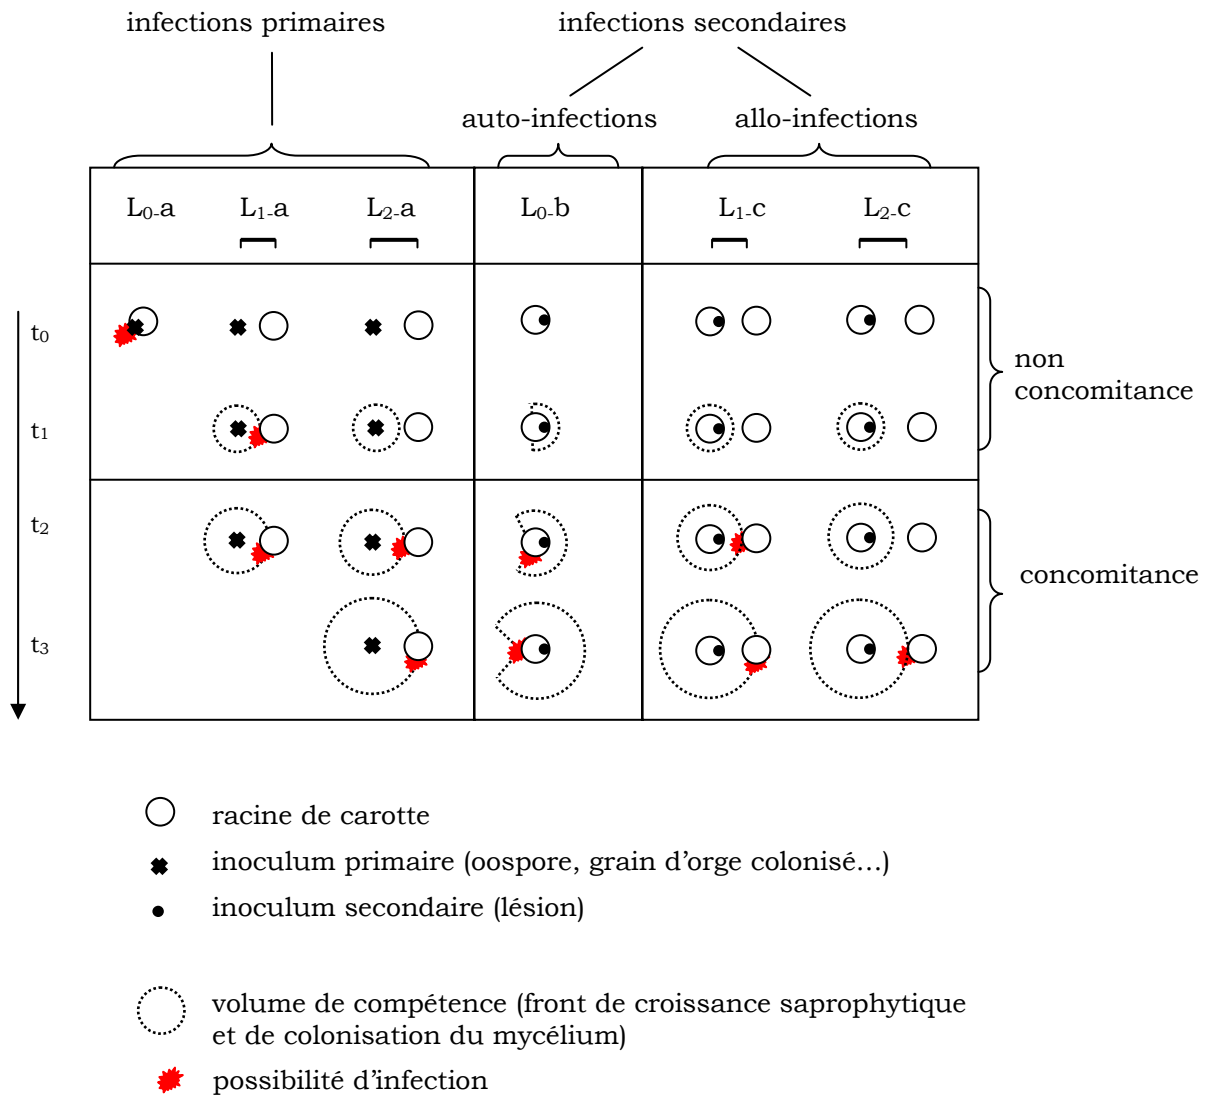 infections primaires
infections secondaires
auto-infections
allo-infections
L0-a
L1-a
L2-a
L0-b
L1-c
L2-c
t0
non
concomitance
t1
t2
concomitance
t3
racine de carotte
inoculum primaire (oospore, grain d'orge colonisé…)
inoculum secondaire (lésion)
volume de compétence (front de croissance saprophytique
et de colonisation du mycélium)
possibilité d'infection